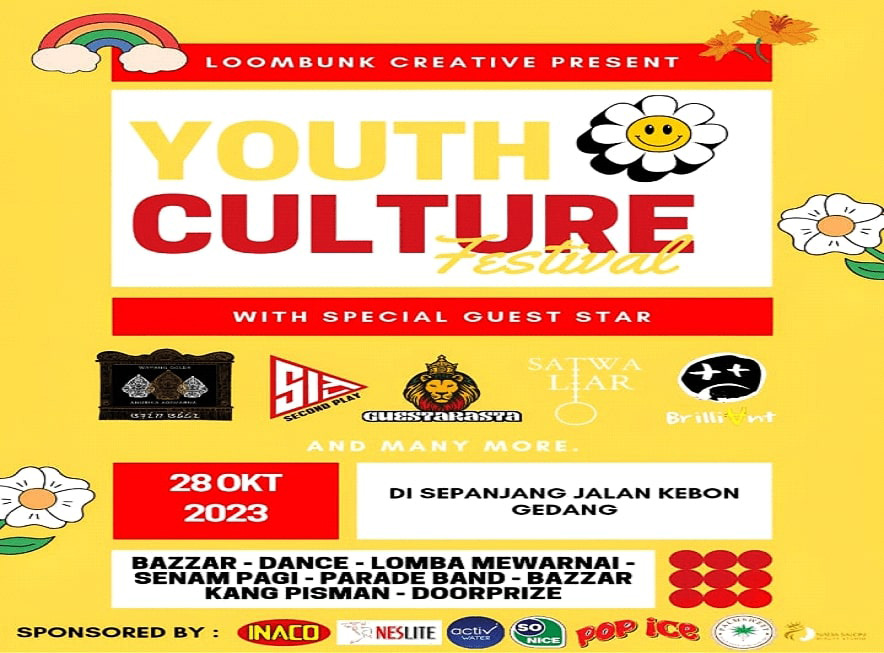 LOOMBUNK CREATIVE PRESENT
YOUTH
CULTURE
Festival
WITH SPECIAL GUEST STAR
WAYANG GOLEK
SECOND PLAY
GUESTARASTA
SATWA
LIAR
BrilliAnt
AND MANY MORE.
28 OKT
2023
DI SEPANJANG JALAN KEBON
GEDANG
BAZZAR - DANCE - LOMBA MEWARNAI -
SENAM PAGI - PARADE BAND - BAZZAR
KANG PISMAN - DOORPRIZE
SPONSORED BY : INACO NESLITE activ WATER SO NICE POP ICE